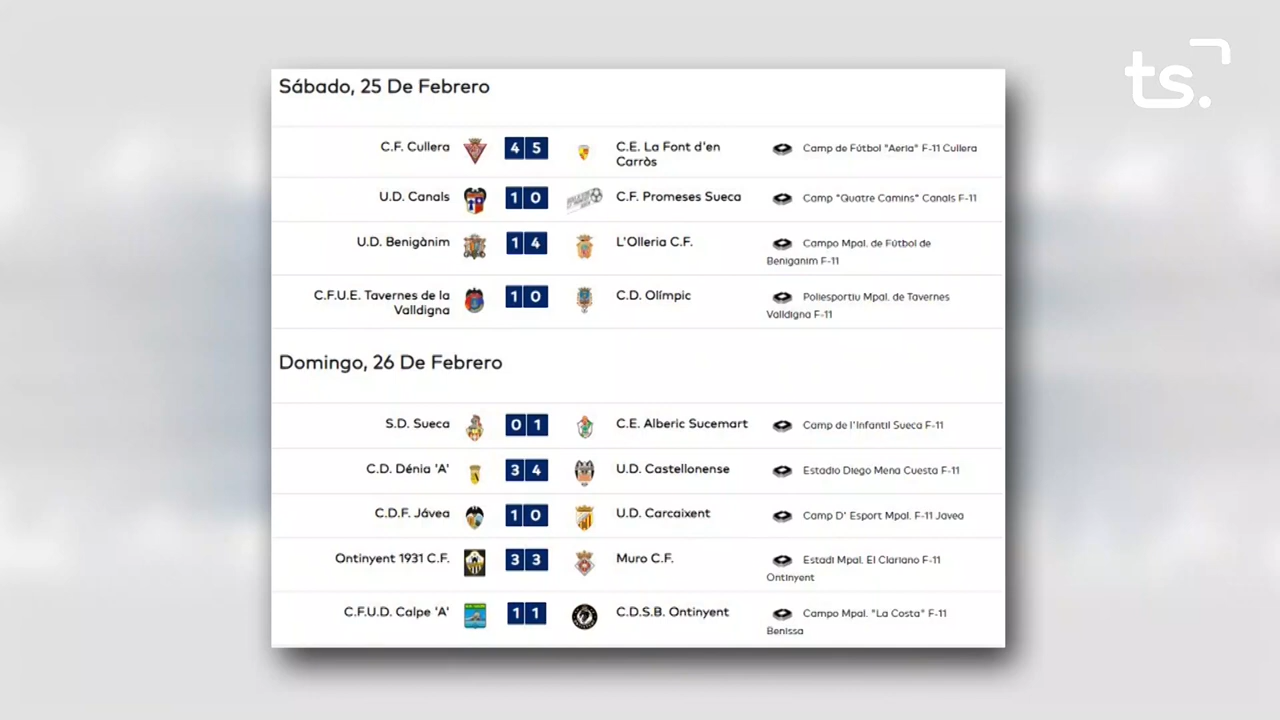 ts.
Sábado, 25 De Febrero
C.F. Cullera 4 5 C.E. La Font d'en Carròs Camp de Fútbol "Aeria" F-11 Cullera
U.D. Canals 1 0 C.F. Promeses Sueca Camp "Quatre Camins" Canals F-11
U.D. Benigànim 1 4 L'Olleria C.F. Campo Mpal. de Fútbol de Beniganim F-11
C.F.U.E. Tavernes de la Valldigna 1 0 C.D. Olímpic Poliesportiu Mpal. de Tavernes Valldigna F-11
Domingo, 26 De Febrero
S.D. Sueca 0 1 C.E. Alberic Sucemart Camp de l'Infantil Sueca F-11
C.D. Dénia 'A' 3 4 U.D. Castellonense Estadio Diego Mena Cuesta F-11
C.D.F. Jávea 1 0 U.D. Carcaixent Camp D' Esport Mpal. F-11 Javea
Ontinyent 1931 C.F. 3 3 Muro C.F. Estadi Mpal. El Clariano F-11 Ontinyent
C.F.U.D. Calpe 'A' 1 1 C.D.S.B. Ontinyent Campo Mpal. "La Costa" F-11 Benissa